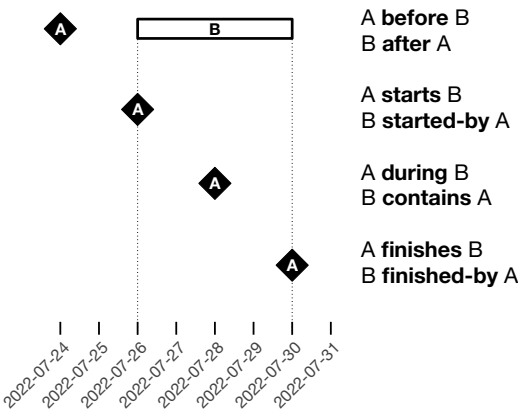 A B A before B
B after A
A A starts B
B started-by A
A A during B
B contains A
A A finishes B
B finished-by A
2022-07-24 2022-07-25 2022-07-26 2022-07-27 2022-07-28 2022-07-29 2022-07-30 2022-07-31